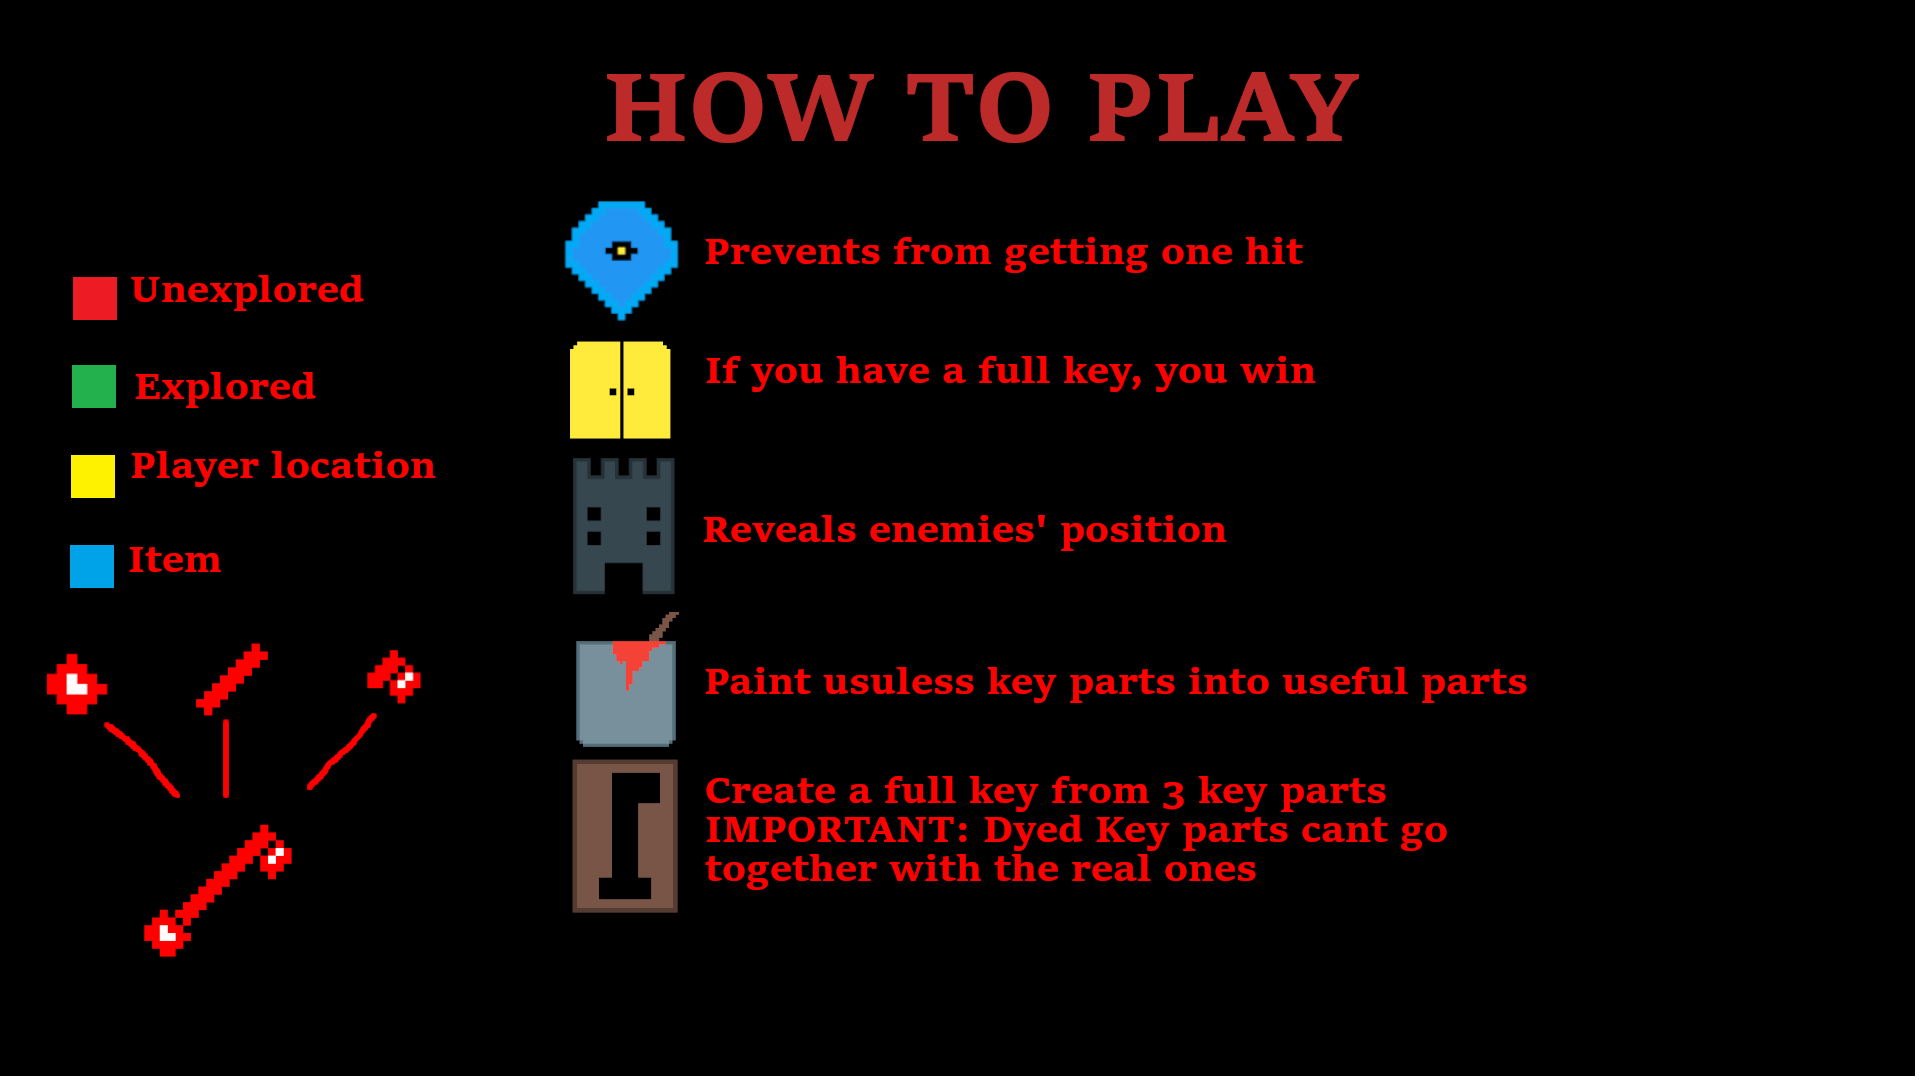 HOW TO PLAY
Unexplored
Explored
Player location
Item
Prevents from getting one hit
If you have a full key, you win
Reveals enemies' position
Paint usuless key parts into useful parts
Create a full key from 3 key parts
IMPORTANT: Dyed Key parts cant go
together with the real ones